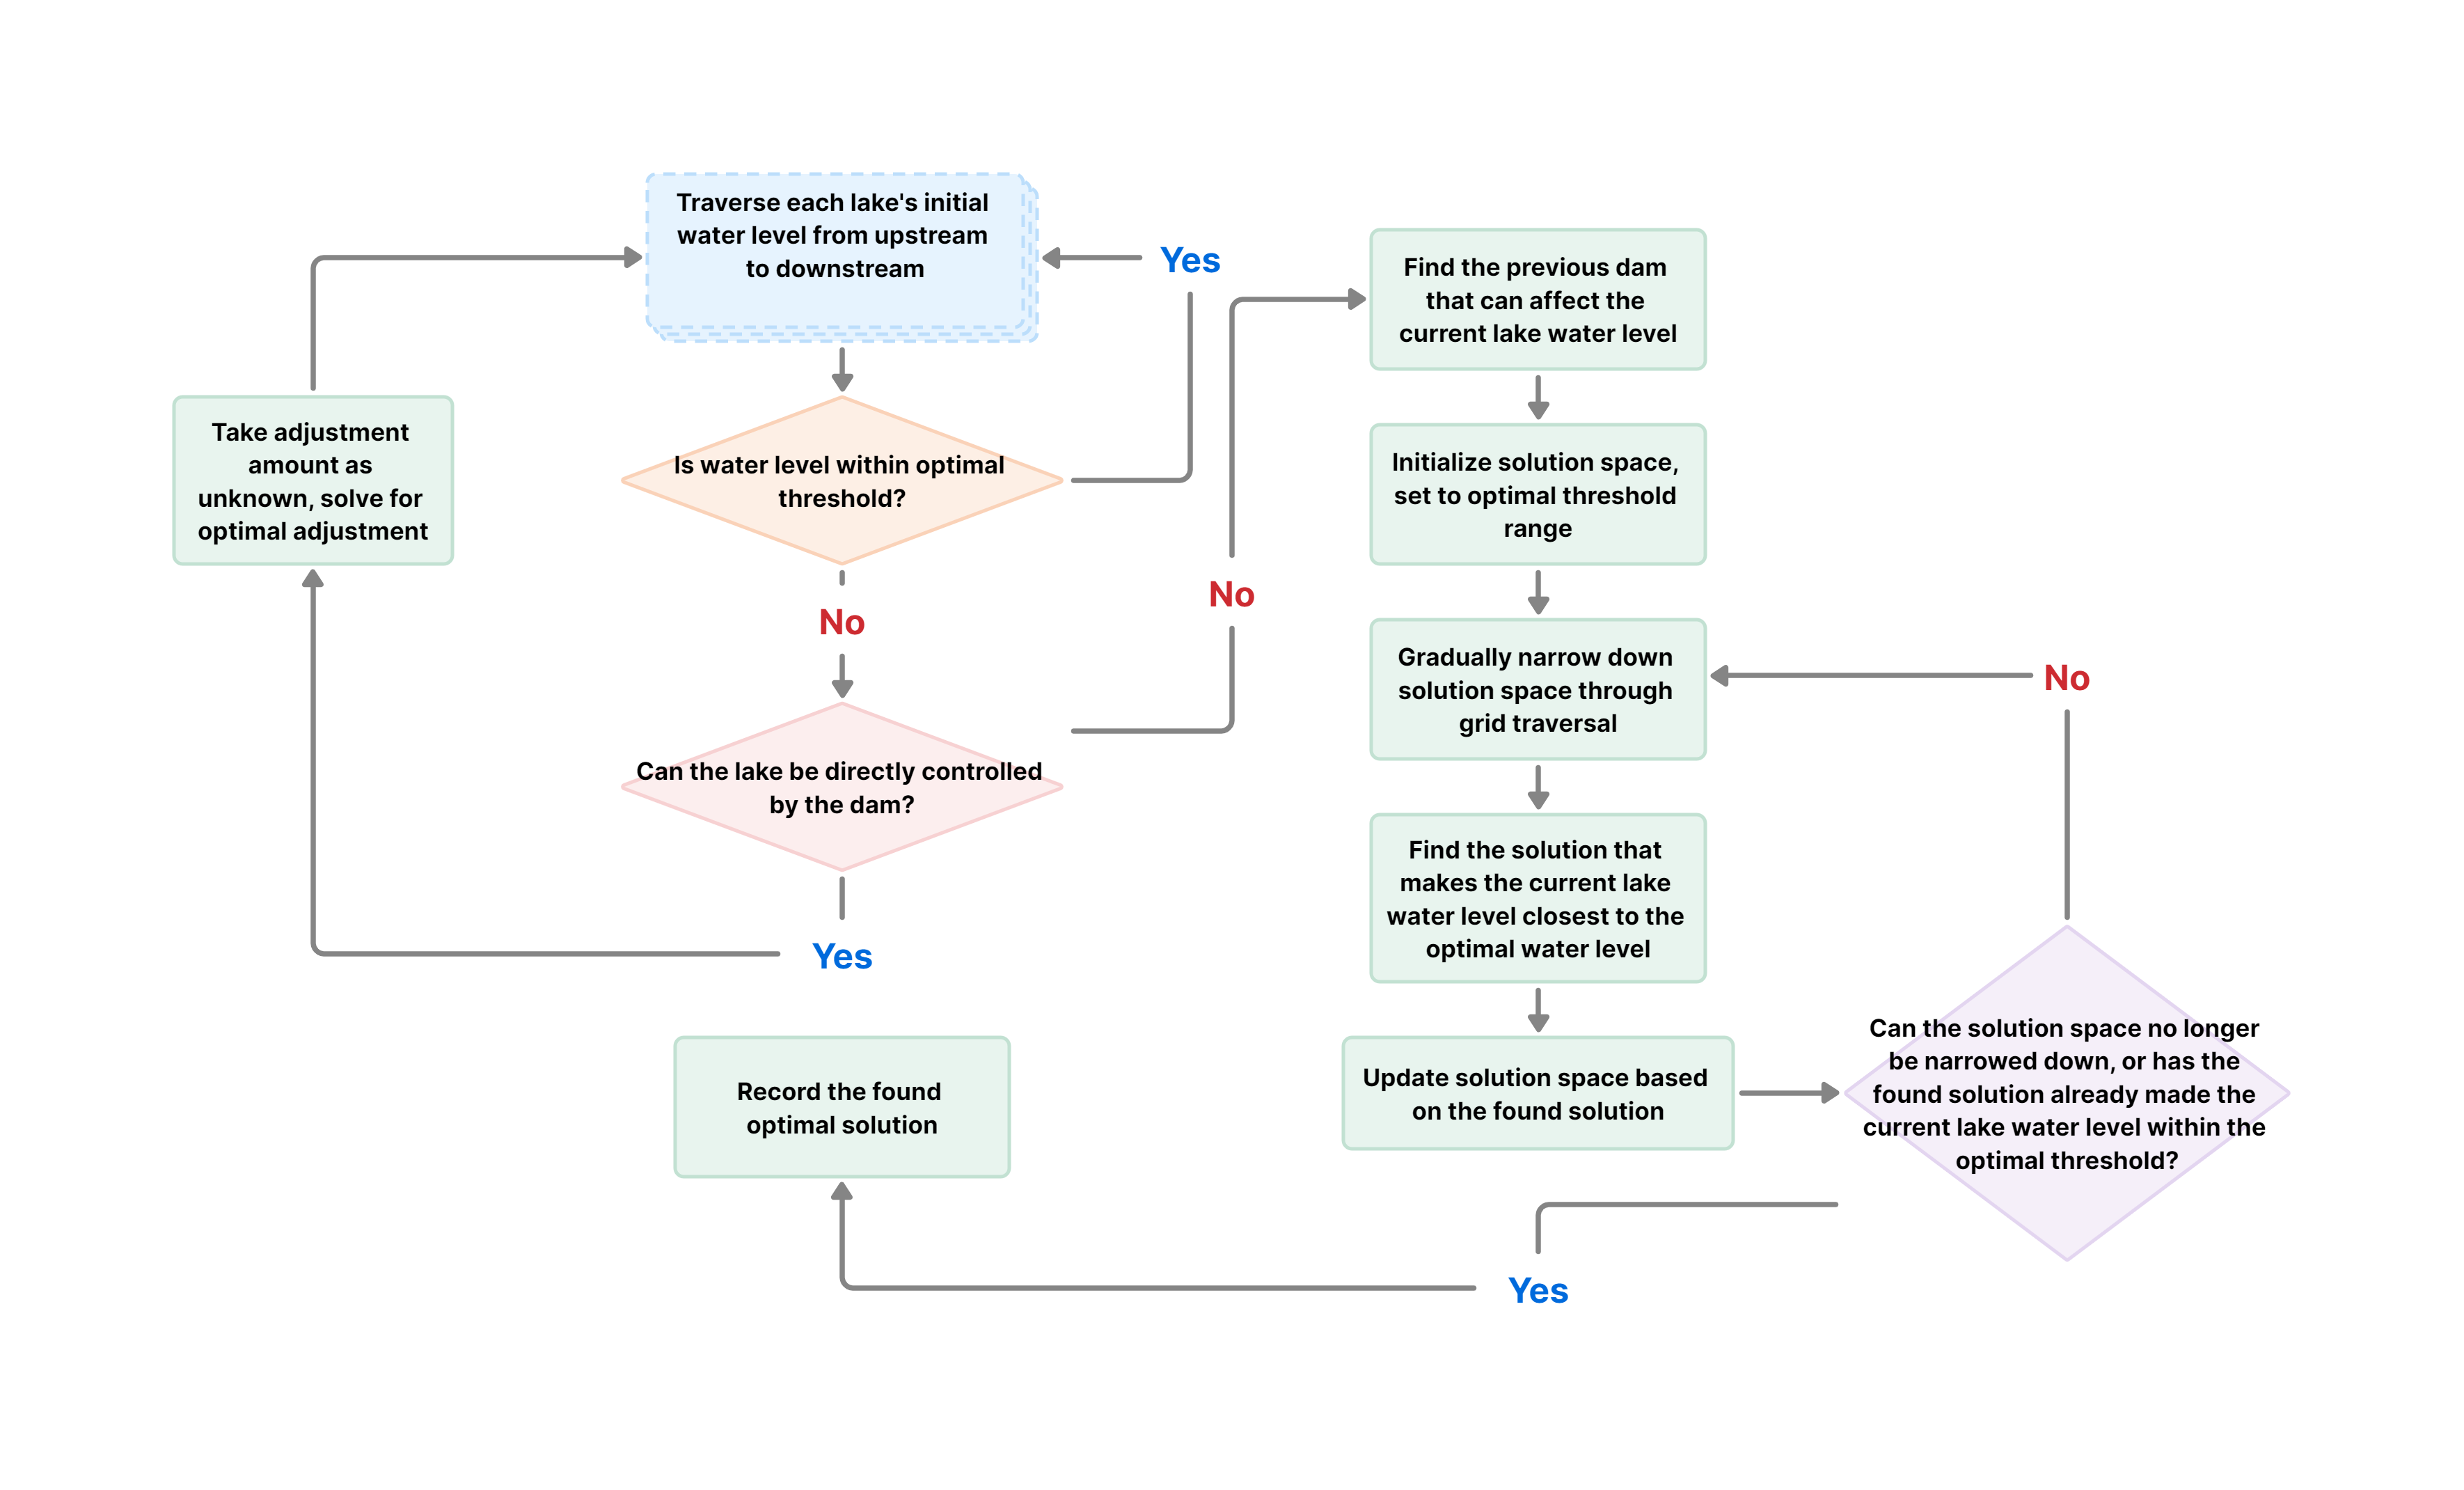 Traverse each lake's initial
water level from upstream
to downstream
Yes
Find the previous dam
that can affect the
current lake water level
Take adjustment
amount as
unknown, solve for
optimal adjustment
Is water level within optimal
threshold?
Initialize solution space,
set to optimal threshold
range
No
No
Gradually narrow down
solution space through
grid traversal
No
Can the lake be directly controlled
by the dam?
Find the solution that
makes the current lake
water level closest to the
optimal water level
Yes
Record the found
optimal solution
Update solution space based
on the found solution
Can the solution space no longer
be narrowed down, or has the
found solution already made the
current lake water level within the
optimal threshold?
Yes